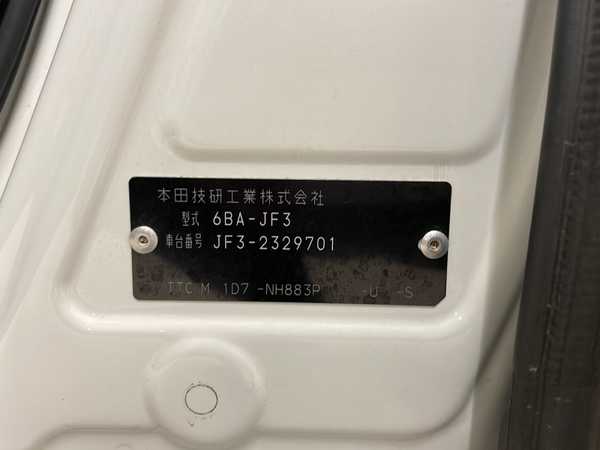 本田技研工業株式会社
型式 6BA-JF3
車台番号 JF3-2329701
TTC M 1D7 -NH883P -U -S